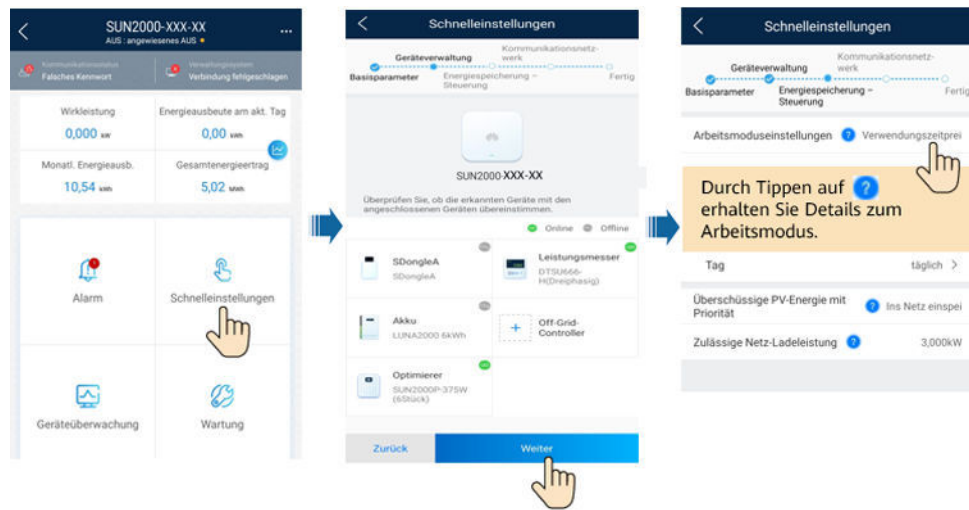 SUN2000-XXX-XX
AUS : angewiesenes AUS
Kommunikationsstatus
Falsches Kennwort
Verwaltungssystem
Verbindung fehlgeschlagen
Wirkleistung
0,000 kW
Energieausbeute am akt. Tag
0,00 kWh
Monatl. Energieausb.
10,54 kWh
Gesamtenergieertrag
5,02 MWh
Alarm
Schnelleinstellungen
Geräteüberwachung
Wartung
Schnelleinstellungen
Geräteverwaltung
Kommunikationsnetz-
werk
Basisparameter
Energiespeicherung –
Steuerung
Fertig
SUN2000-XXX-XX
Überprüfen Sie, ob die erkannten Geräte mit den
angeschlossenen Geräten übereinstimmen.
Online
Offline
SDongleA
SDongleA
Leistungsmesser
DTSU666-
H(Dreiphasig)
Akku
LUNA2000 6kWh
Off-Grid-
Controller
Optimierer
SUN2000P-375W
(6Stück)
Zurück
Weiter
Schnelleinstellungen
Geräteverwaltung
Kommunikationsnetz-
werk
Basisparameter
Energiespeicherung –
Steuerung
Fertig
Arbeitsmoduseinstellungen ? Verwendungszeitprei
Durch Tippen auf ?
erhalten Sie Details zum
Arbeitsmodus.
Tag
täglich >
Überschüssige PV-Energie mit
Priorität
? Ins Netz einspei
Zulässige Netz-Ladeleistung ? 3,000kW